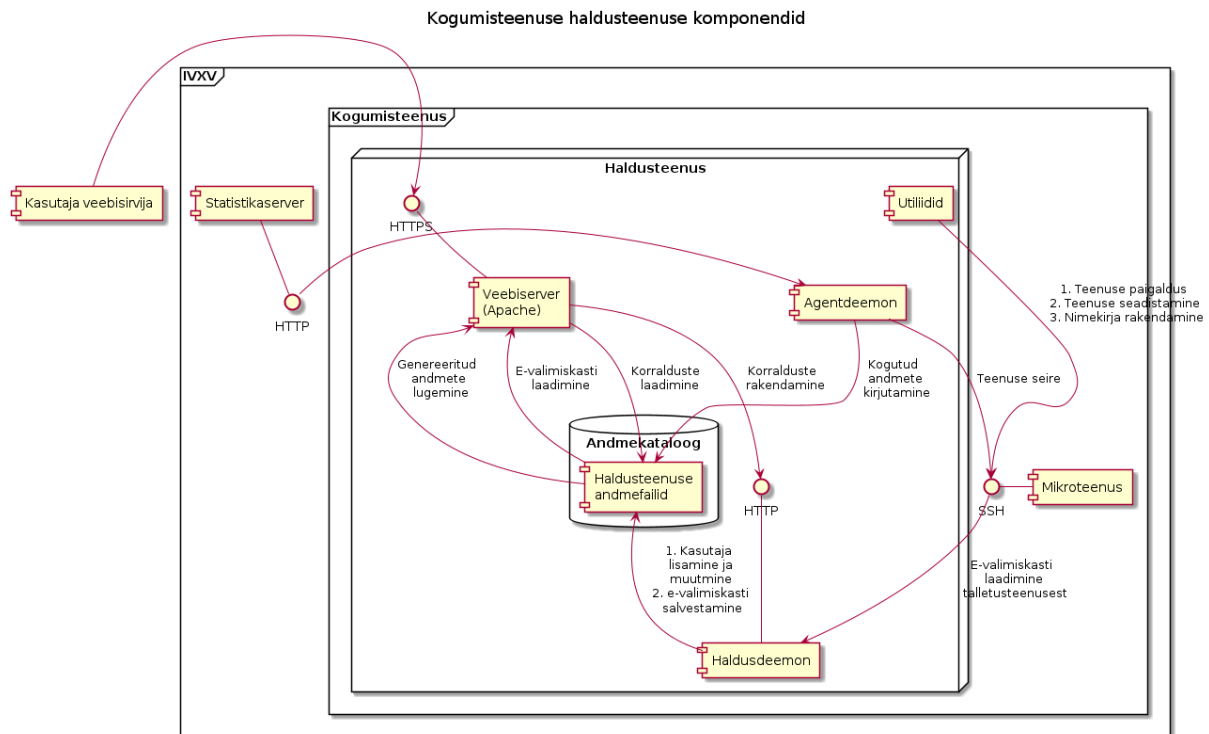 Kogumisteenuse haldusteenuse komponendid
IVXV
Kogumisteenus
Haldusteenus
Kasutaja veebisirvija
Statistikaserver
Utiliidid
HTTPS
HTTP
Veebiserver
(Apache)
Agentdeemon
1. Teenuse paigaldus
2. Teenuse seadistamine
3. Nimekirja rakendamine
Genereeritud
andmete
lugemine
E-valimiskasti
laadimine
Korralduste
laadimine
Korralduste
rakendamine
Kogutud
andmete
kirjutamine
Teenuse seire
Andmekataloog
Haldusteenuse
andmefailid
HTTP
SSH
Mikroteenus
1. Kasutaja
lisamine ja
muutmine
2. e-valimiskasti
salvestamine
E-valimiskasti
laadimine
talletusteenusest
Haldusdeemon